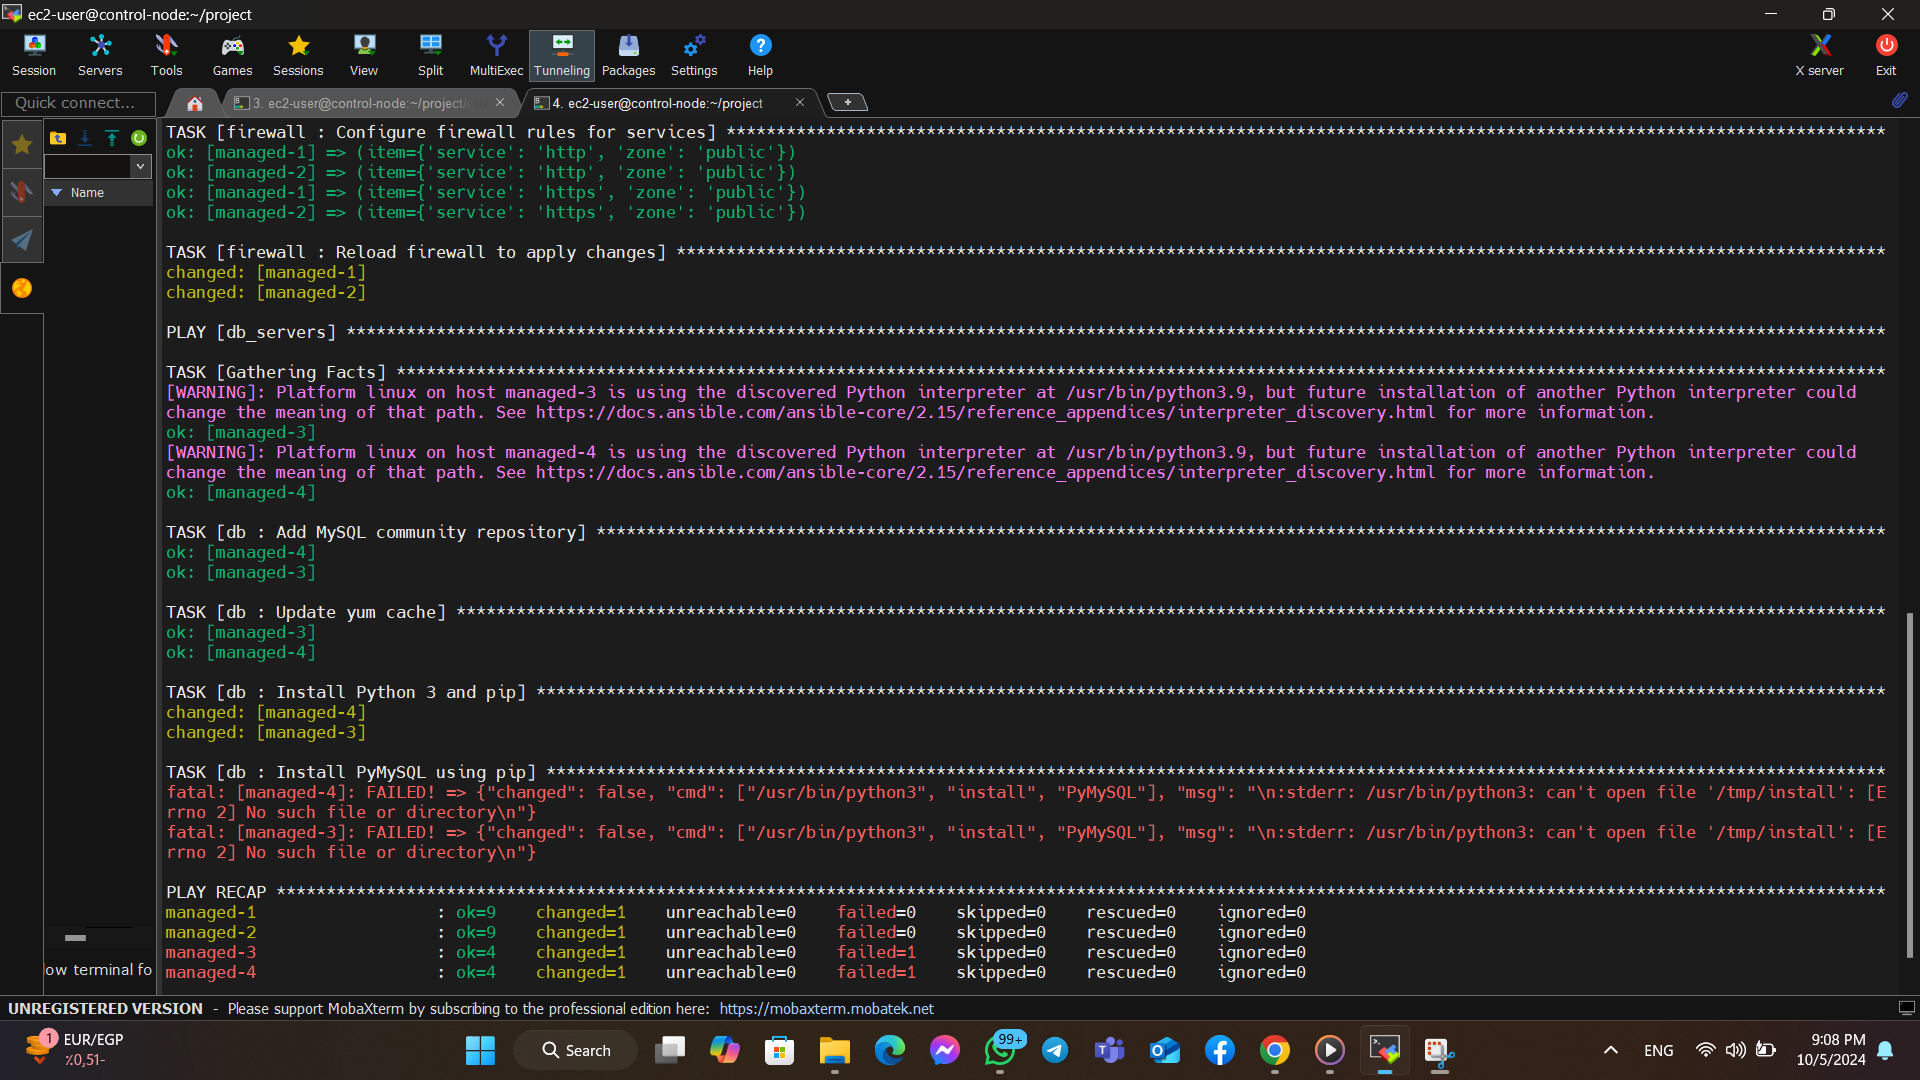 ec2-user@control-node:~/project
Session Servers Tools Games Sessions View Split MultiExec Tunneling Packages Settings Help X server Exit
Quick connect... 3. ec2-user@control-node:~/project/ 4. ec2-user@control-node:~/project
Name
TASK [firewall : Configure firewall rules for services] ********************************************************************************************************************
ok: [managed-1] => (item={'service': 'http', 'zone': 'public'})
ok: [managed-2] => (item={'service': 'http', 'zone': 'public'})
ok: [managed-1] => (item={'service': 'https', 'zone': 'public'})
ok: [managed-2] => (item={'service': 'https', 'zone': 'public'})
TASK [firewall : Reload firewall to apply changes] *************************************************************************************************************************
changed: [managed-1]
changed: [managed-2]
PLAY [db_servers] **********************************************************************************************************************************************************
TASK [Gathering Facts] *****************************************************************************************************************************************************
[WARNING]: Platform linux on host managed-3 is using the discovered Python interpreter at /usr/bin/python3.9, but future installation of another Python interpreter could
change the meaning of that path. See https://docs.ansible.com/ansible-core/2.15/reference_appendices/interpreter_discovery.html for more information.
ok: [managed-3]
[WARNING]: Platform linux on host managed-4 is using the discovered Python interpreter at /usr/bin/python3.9, but future installation of another Python interpreter could
change the meaning of that path. See https://docs.ansible.com/ansible-core/2.15/reference_appendices/interpreter_discovery.html for more information.
ok: [managed-4]
TASK [db : Add MySQL community repository] *********************************************************************************************************************************
ok: [managed-4]
ok: [managed-3]
TASK [db : Update yum cache] ***********************************************************************************************************************************************
ok: [managed-3]
ok: [managed-4]
TASK [db : Install Python 3 and pip] ***************************************************************************************************************************************
changed: [managed-4]
changed: [managed-3]
TASK [db : Install PyMySQL using pip] **************************************************************************************************************************************
fatal: [managed-4]: FAILED! => {"changed": false, "cmd": ["/usr/bin/python3", "install", "PyMySQL"], "msg": "\n:stderr: /usr/bin/python3: can't open file '/tmp/install': [E
rrno 2] No such file or directory\n"}
fatal: [managed-3]: FAILED! => {"changed": false, "cmd": ["/usr/bin/python3", "install", "PyMySQL"], "msg": "\n:stderr: /usr/bin/python3: can't open file '/tmp/install': [E
rrno 2] No such file or directory\n"}
PLAY RECAP *****************************************************************************************************************************************************************
managed-1 : ok=9 changed=1 unreachable=0 failed=0 skipped=0 rescued=0 ignored=0
managed-2 : ok=9 changed=1 unreachable=0 failed=0 skipped=0 rescued=0 ignored=0
managed-3 : ok=4 changed=1 unreachable=0 failed=1 skipped=0 rescued=0 ignored=0
managed-4 : ok=4 changed=1 unreachable=0 failed=1 skipped=0 rescued=0 ignored=0
ow terminal fo
UNREGISTERED VERSION - Please support MobaXterm by subscribing to the professional edition here: https://mobaxterm.mobatek.net
1 EUR/EGP
٪0,51-
Search
99+
ENG
9:08 PM
10/5/2024